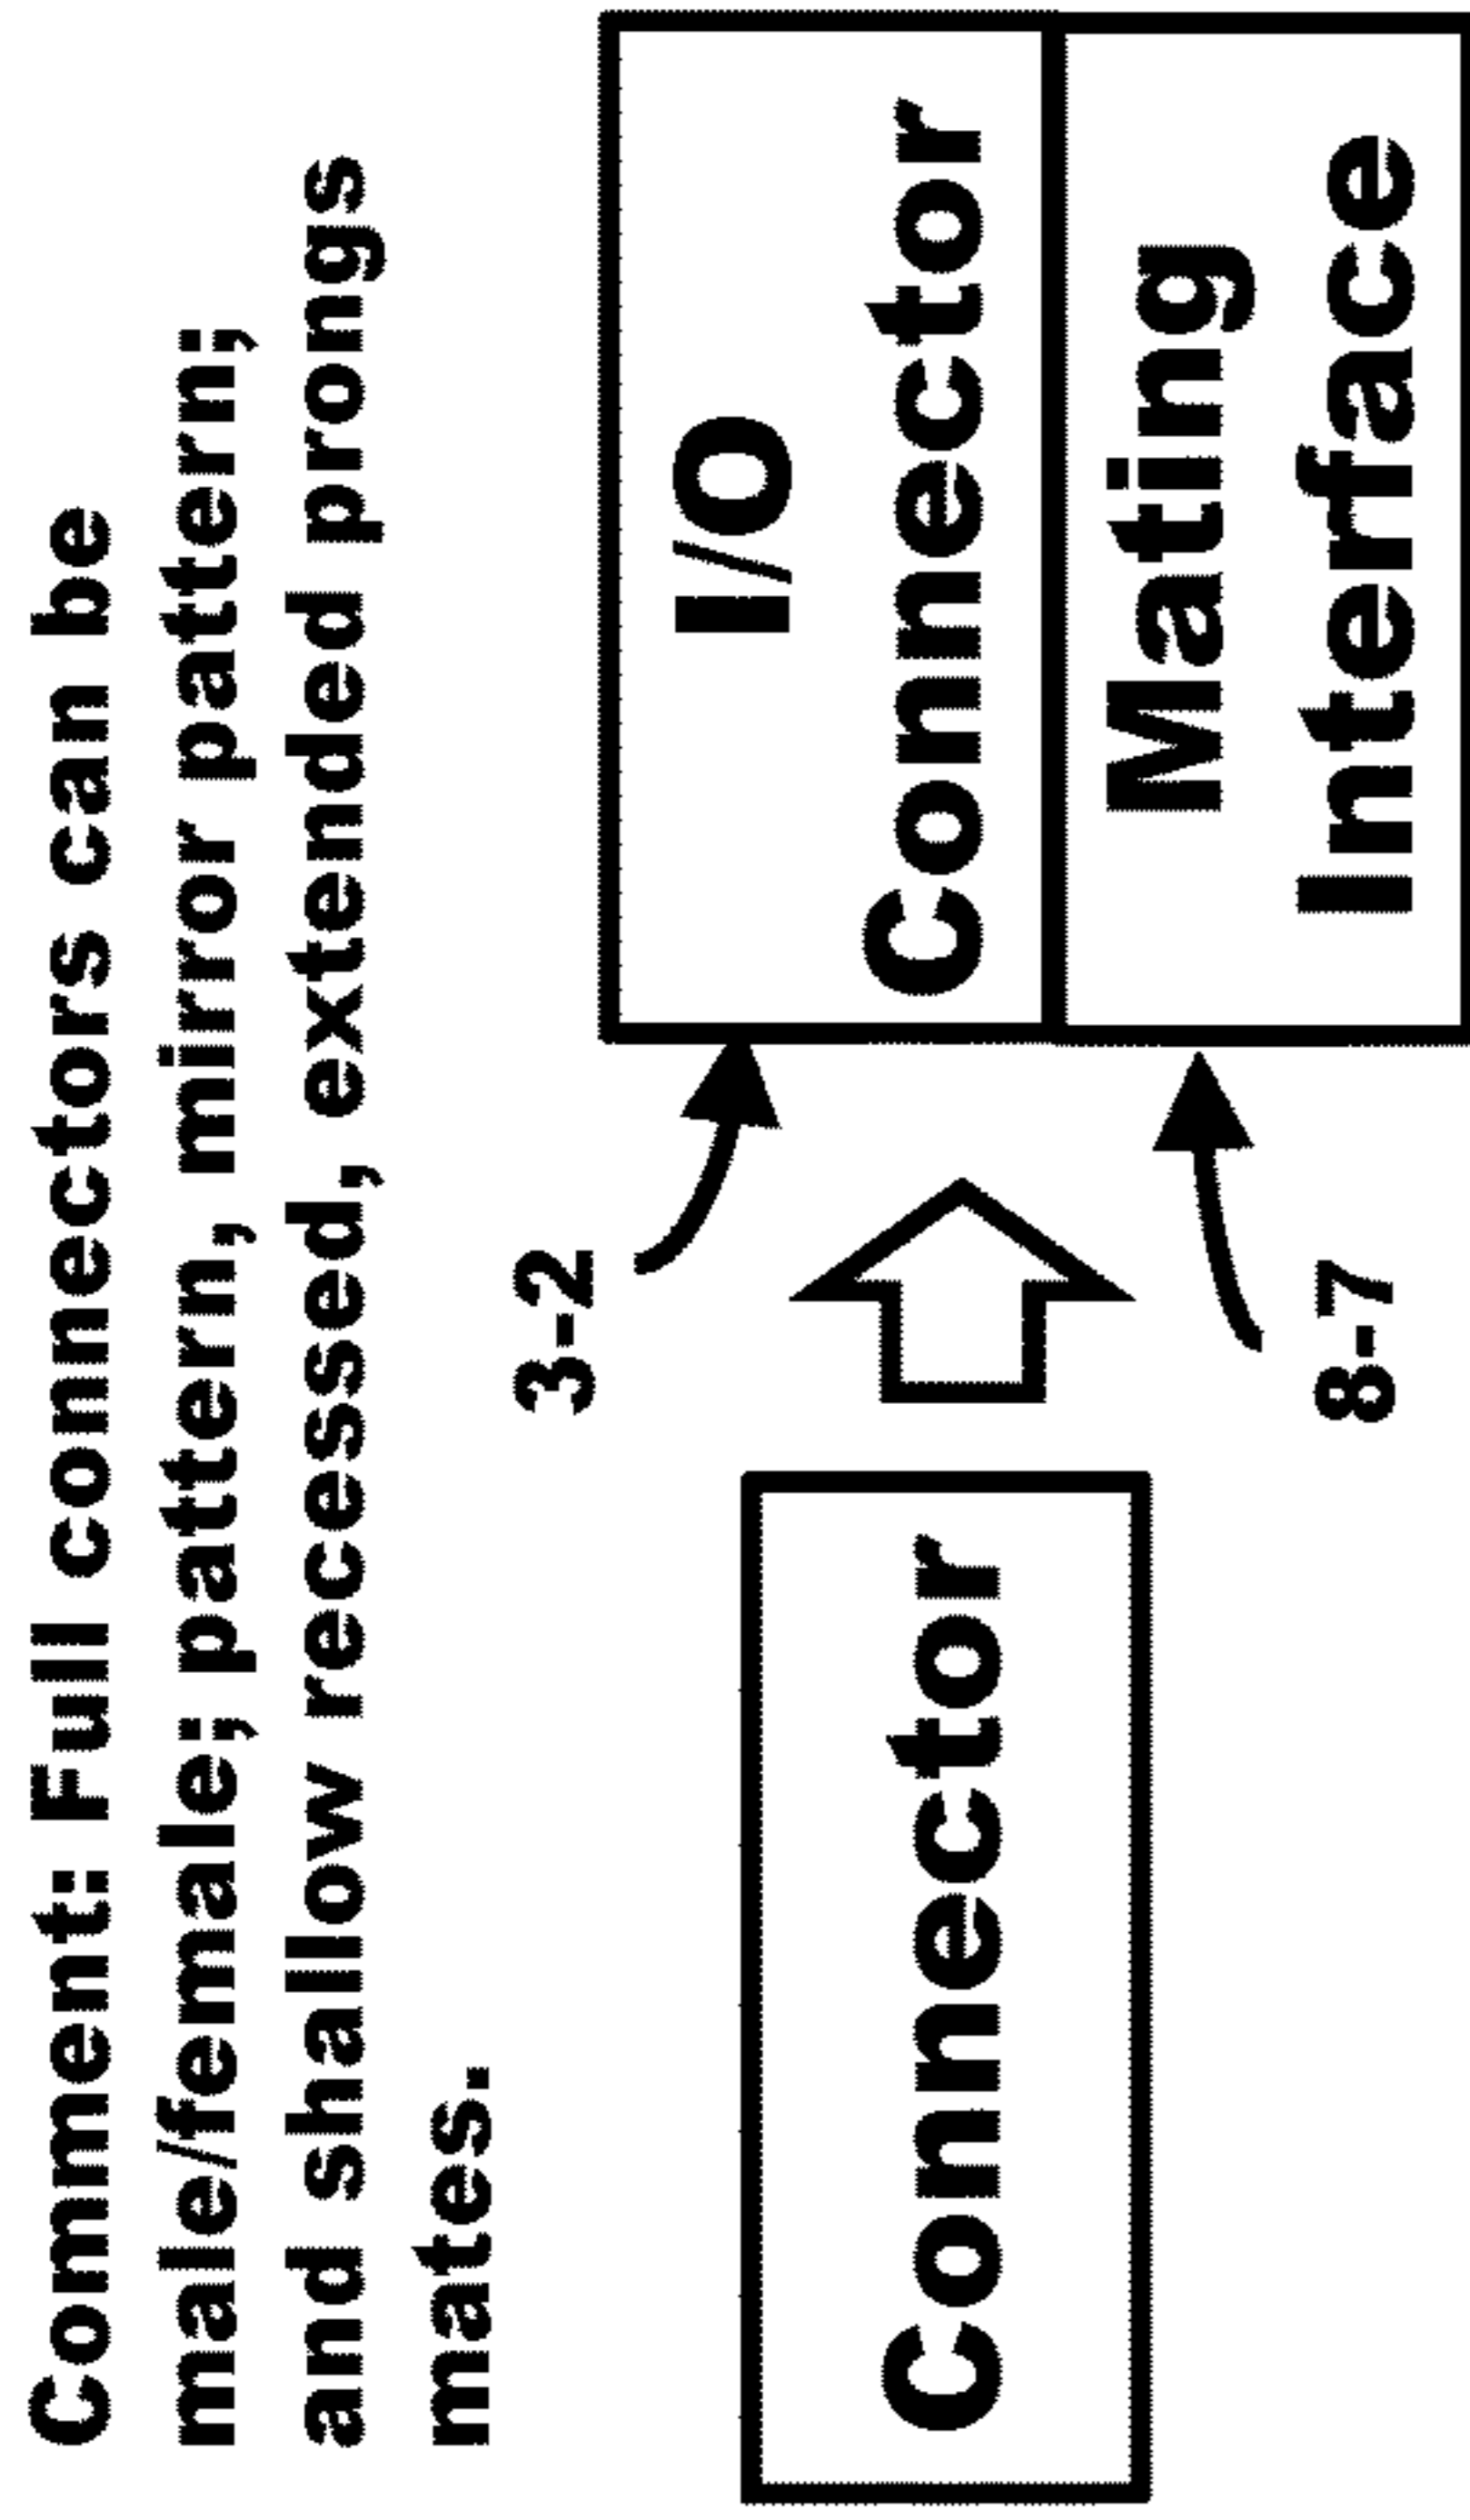 Comment: Full connectors can be
male/female; pattern, mirror pattern;
and shallow recessed, extended prongs
mates.
3-2
I/O
Connector
Connector
Mating
Interface
8-7